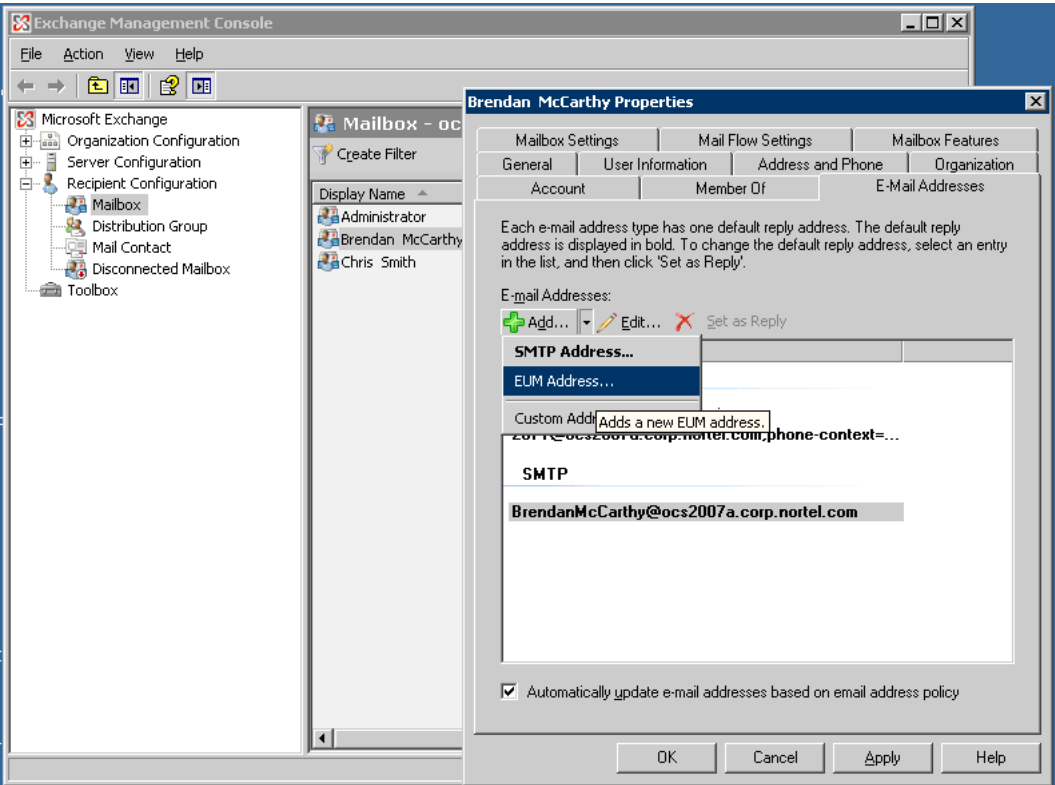 Exchange Management Console
File Action View Help
Microsoft Exchange
Organization Configuration
Server Configuration
Recipient Configuration
Mailbox
Distribution Group
Mail Contact
Disconnected Mailbox
Toolbox
Mailbox - oc
Create Filter
Display Name
Administrator
Brendan McCarthy
Chris Smith
Brendan McCarthy Properties
Mailbox Settings Mail Flow Settings Mailbox Features
General User Information Address and Phone Organization
Account Member Of E-Mail Addresses
Each e-mail address type has one default reply address. The default reply
address is displayed in bold. To change the default reply address, select an entry
in the list, and then click 'Set as Reply'.
E-mail Addresses:
Add... Edit... Set as Reply
SMTP Address...
EUM Address...
Custom Addr
Adds a new EUM address.
2011@ocs2007a.corp.nortel.com;phone-context=...
SMTP
BrendanMcCarthy@ocs2007a.corp.nortel.com
Automatically update e-mail addresses based on email address policy
OK Cancel Apply Help